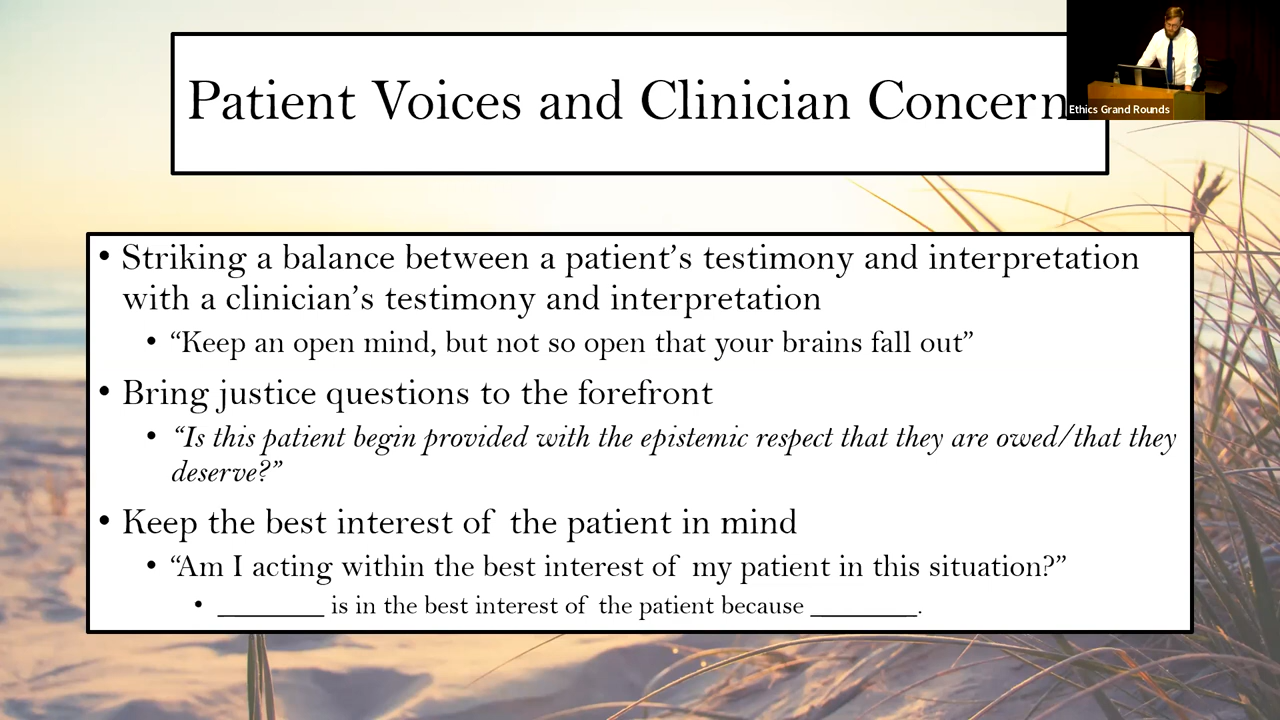 Patient Voices and Clinician Concern
Ethics Grand Rounds
• Striking a balance between a patient’s testimony and interpretation
with a clinician’s testimony and interpretation
• “Keep an open mind, but not so open that your brains fall out”
• Bring justice questions to the forefront
• “Is this patient begin provided with the epistemic respect that they are owed/that they
deserve?”
• Keep the best interest of the patient in mind
• “Am I acting within the best interest of my patient in this situation?”
• ________ is in the best interest of the patient because ________.